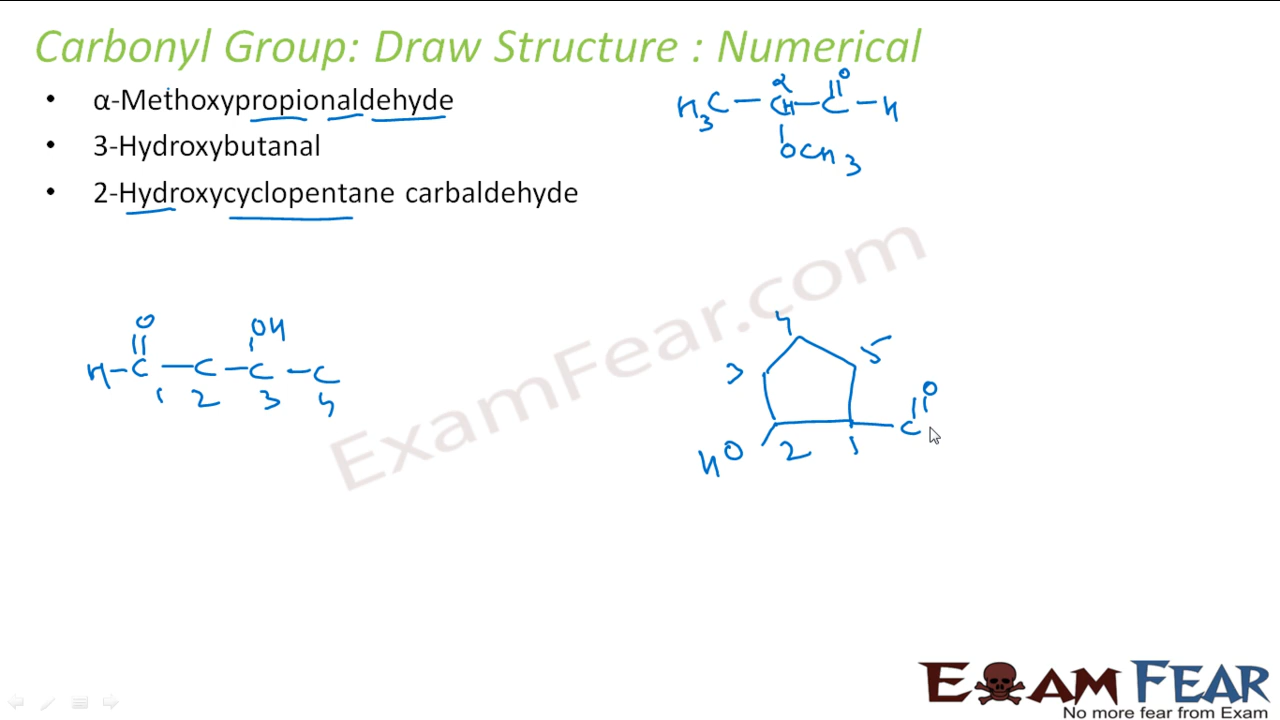 Carbonyl Group: Draw Structure : Numerical
• α-Methoxypropionaldehyde
• 3-Hydroxybutanal
• 2-Hydroxycyclopentane carbaldehyde
α O
H3C — CH — C — H
OCH3
O OH
H — C — C — C — C
1 2 3 4
4
3 5
O
C
HO 2 1
ExamFear.com
EXAM FEAR
No more fear from Exam